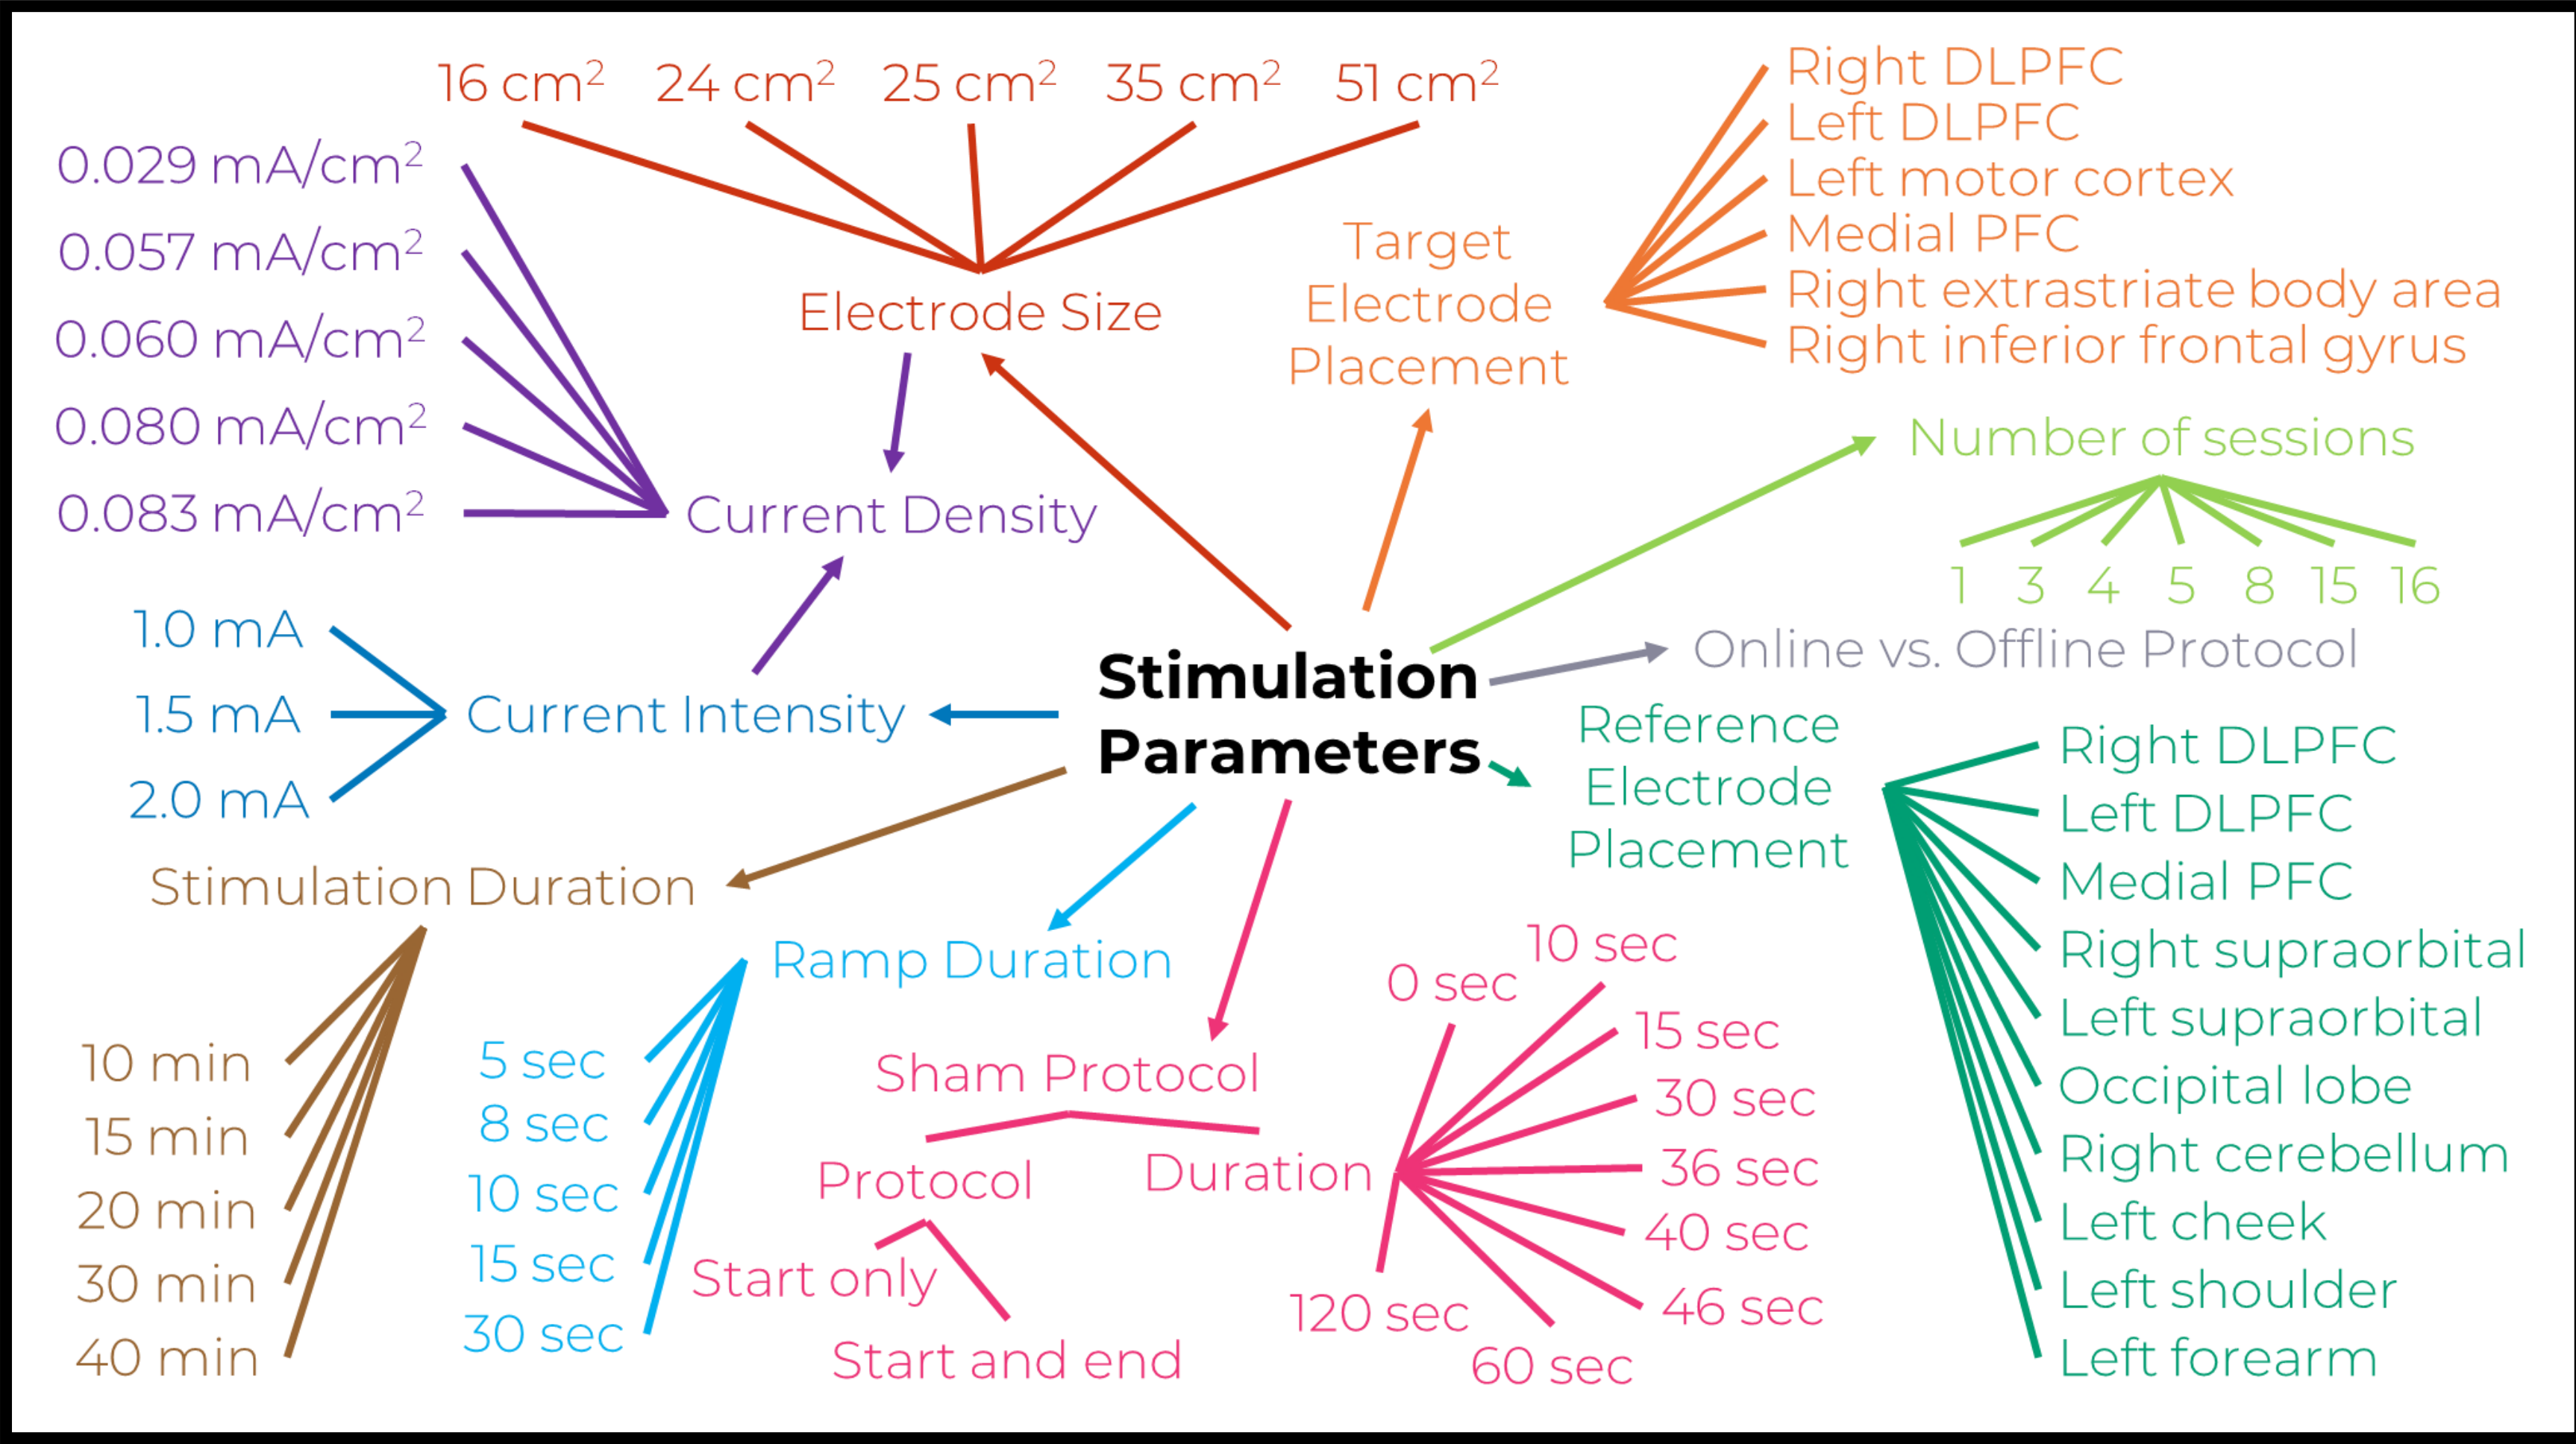 16 cm²
24 cm²
25 cm²
35 cm²
51 cm²
Electrode Size
0.029 mA/cm²
0.057 mA/cm²
0.060 mA/cm²
0.080 mA/cm²
0.083 mA/cm²
Current Density
1.0 mA
1.5 mA
2.0 mA
Current Intensity
Target
Electrode
Placement
Right DLPFC
Left DLPFC
Left motor cortex
Medial PFC
Right extrastriate body area
Right inferior frontal gyrus
Number of sessions
1 3 4 5 8 15 16
Online vs. Offline Protocol
Stimulation
Parameters
Reference
Electrode
Placement
Right DLPFC
Left DLPFC
Medial PFC
Right supraorbital
Left supraorbital
Occipital lobe
Right cerebellum
Left cheek
Left shoulder
Left forearm
Stimulation Duration
10 min
15 min
20 min
30 min
40 min
Ramp Duration
5 sec
8 sec
10 sec
15 sec
30 sec
Sham Protocol
Protocol
Start only
Start and end
Duration
0 sec
10 sec
15 sec
30 sec
36 sec
40 sec
46 sec
60 sec
120 sec